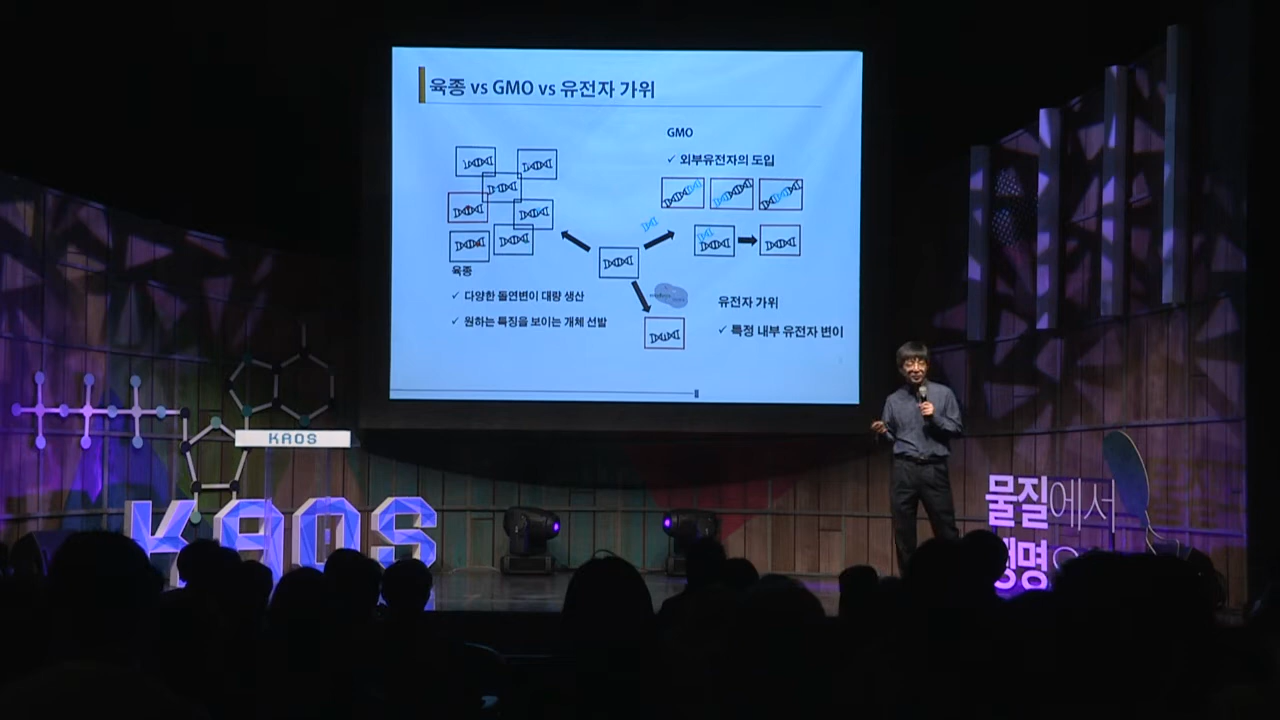 육종 vs GMO vs 유전자 가위
GMO
✓ 외부유전자의 도입
육종
✓ 다양한 돌연변이 대량 생산
✓ 원하는 특징을 보이는 개체 선발
유전자 가위
✓ 특정 내부 유전자 변이
KAOS
KAOS
물질에서
생명으